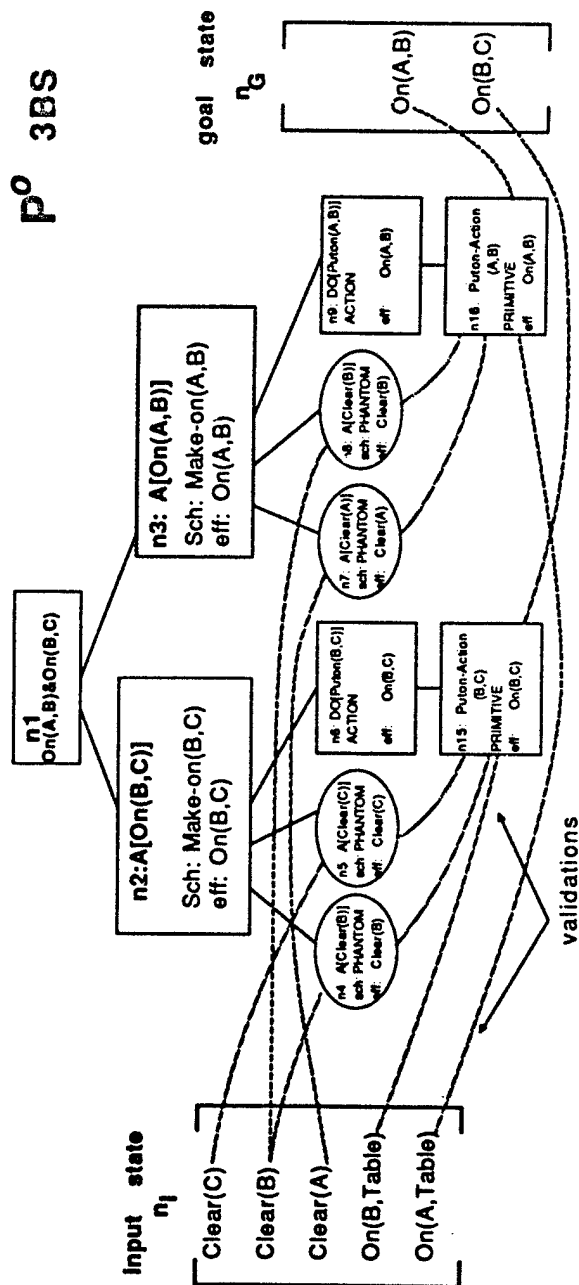 P⁰ 3BS
input state
n_I
Clear(C)
Clear(B)
Clear(A)
On(B,Table)
On(A,Table)
n1
On(A,B)&On(B,C)
n2:A[On(B,C)]
Sch: Make-on(B,C)
eff: On(B,C)
n3: A[On(A,B)]
Sch: Make-on(A,B)
eff: On(A,B)
n4 A[Clear(B)]
sch: PHANTOM
eff: Clear(B)
n5 A[Clear(C)]
sch: PHANTOM
eff: Clear(C)
n6: DO[Puton(B,C)]
ACTION
eff: On(B,C)
n7: A[Clear(A)]
sch: PHANTOM
eff: Clear(A)
n8: A[Clear(B)]
sch: PHANTOM
eff: Clear(B)
n9: DO[Puton(A,B)]
ACTION
eff: On(A,B)
n15: Puton-Action
(B,C)
PRIMITIVE
eff On(B,C)
n16: Puton-Action
(A,B)
PRIMITIVE
eff On(A,B)
validations
goal state
n_G
On(A,B)
On(B,C)